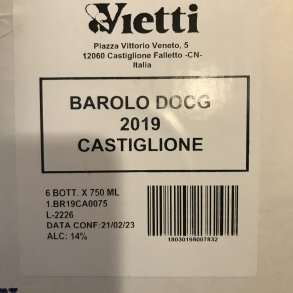 Vietti
Piazza Vittorio Veneto, 5
12060 Castiglione Falletto -CN-
Italia
BAROLO DOCG
2019
CASTIGLIONE
6 BOTT. X 750 ML
1.BR19CA0075
L-2226
DATA CONF:21/02/23
ALC: 14%
18030198007832